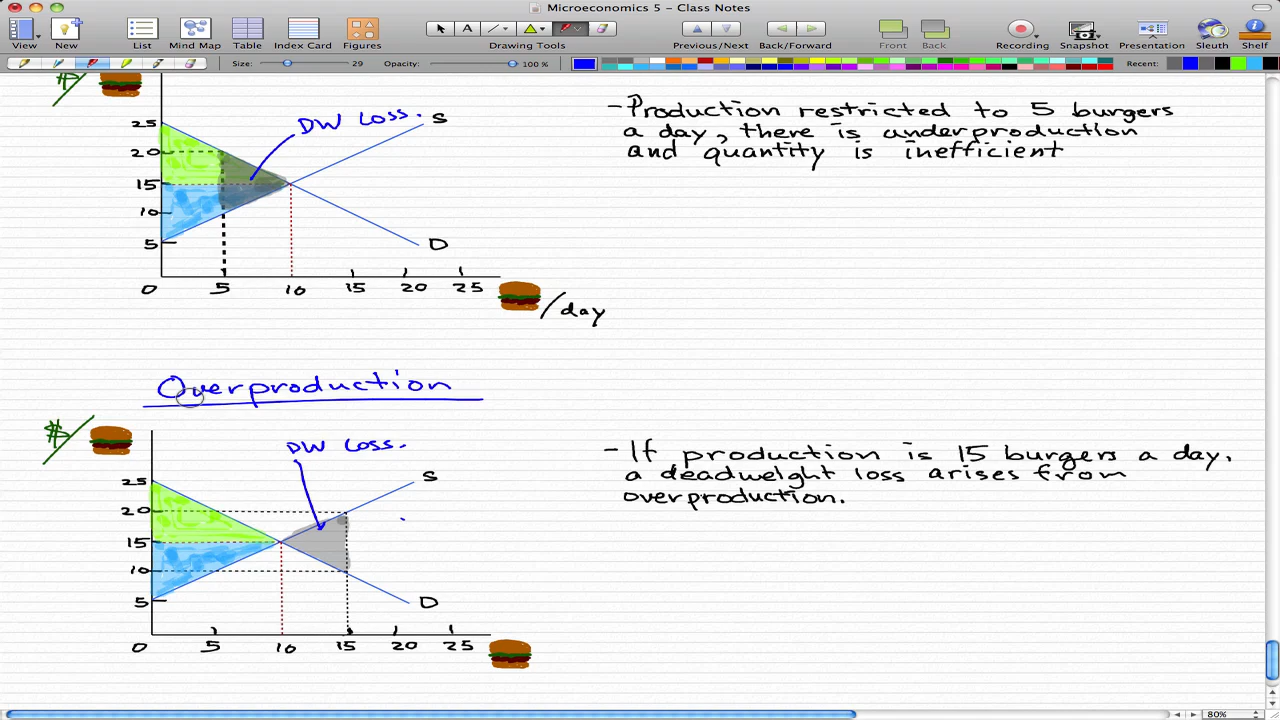 Microeconomics 5 - Class Notes
View New List Mind Map Table Index Card Figures Drawing Tools Previous/Next Back/Forward Front Back Recording Snapshot Presentation Sleuth Shelf
Size: 29 Opacity: 100 % Recent:
$/
25
20
15
10
5
DW Loss.
S
D
0 5 10 15 20 25
/day
- Production restricted to 5 burgers
a day, there is underproduction
and quantity is inefficient
Overproduction
$/
25
20
15
10
5
DW Loss.
S
D
0 5 10 15 20 25
- If production is 15 burgers a day,
a deadweight loss arises from
overproduction.
80%